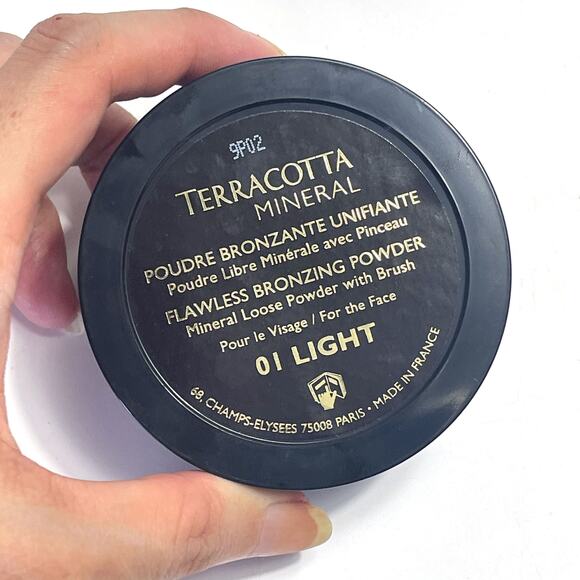 9P02
TERRACOTTA
MINERAL
POUDRE BRONZANTE UNIFIANTE
Poudre Libre Minérale avec Pinceau
FLAWLESS BRONZING POWDER
Mineral Loose Powder with Brush
Pour le Visage / For the Face
01 LIGHT
68, CHAMPS-ELYSEES 75008 PARIS • MADE IN FRANCE